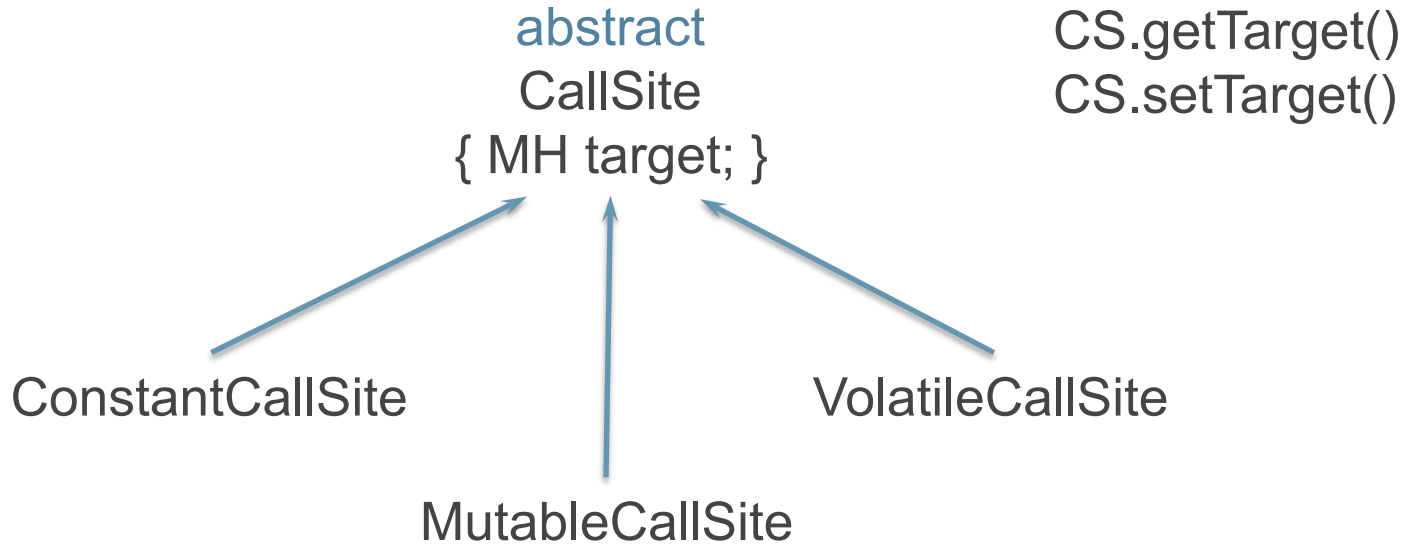 abstract
CallSite
{ MH target; }
CS.getTarget()
CS.setTarget()
ConstantCallSite
VolatileCallSite
MutableCallSite